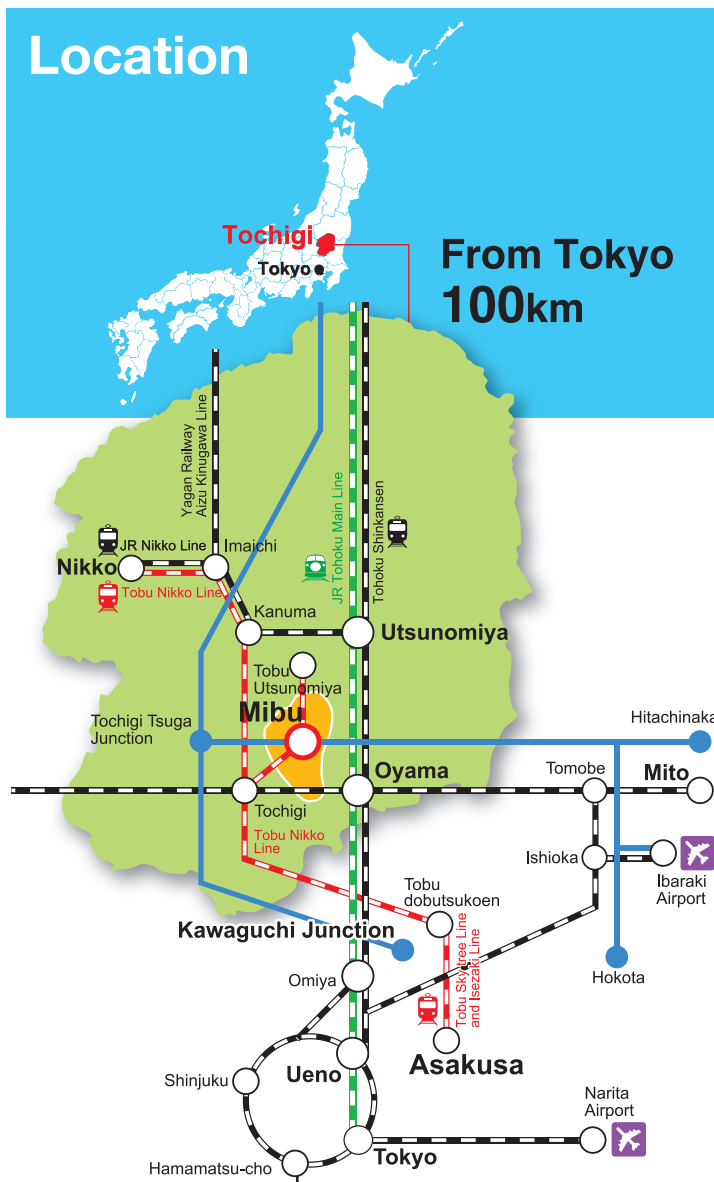 Location
Tochigi
Tokyo
From Tokyo
100km
Yagan Railway
Aizu Kinugawa Line
JR Tohoku Main Line
Tohoku Shinkansen
JR Nikko Line
Imaichi
Nikko
Tobu Nikko Line
Kanuma
Utsunomiya
Tobu
Utsunomiya
Mibu
Tochigi Tsuga
Junction
Hitachinaka
Oyama
Tomobe
Mito
Tochigi
Tobu Nikko
Line
Ishioka
Ibaraki
Airport
Tobu
dobutsukoen
Kawaguchi Junction
Tobu Skytree Line
and Isezaki Line
Omiya
Hokota
Asakusa
Ueno
Shinjuku
Narita
Airport
Tokyo
Hamamatsu-cho